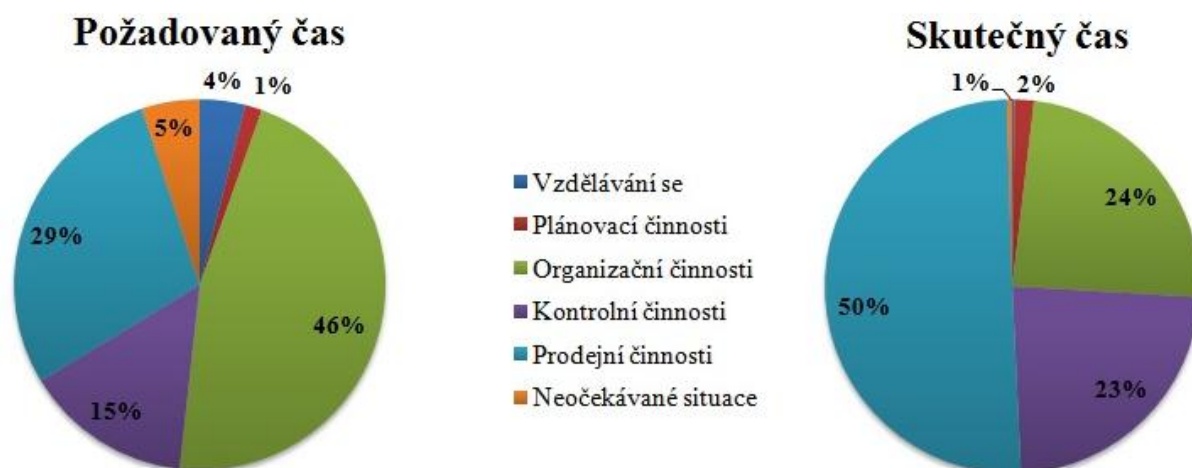 Požadovaný čas
4%
1%
46%
15%
29%
5%
Vzdělávání se
Plánovací činnosti
Organizační činnosti
Kontrolní činnosti
Prodejní činnosti
Neočekávané situace
Skutečný čas
1%
2%
24%
23%
50%